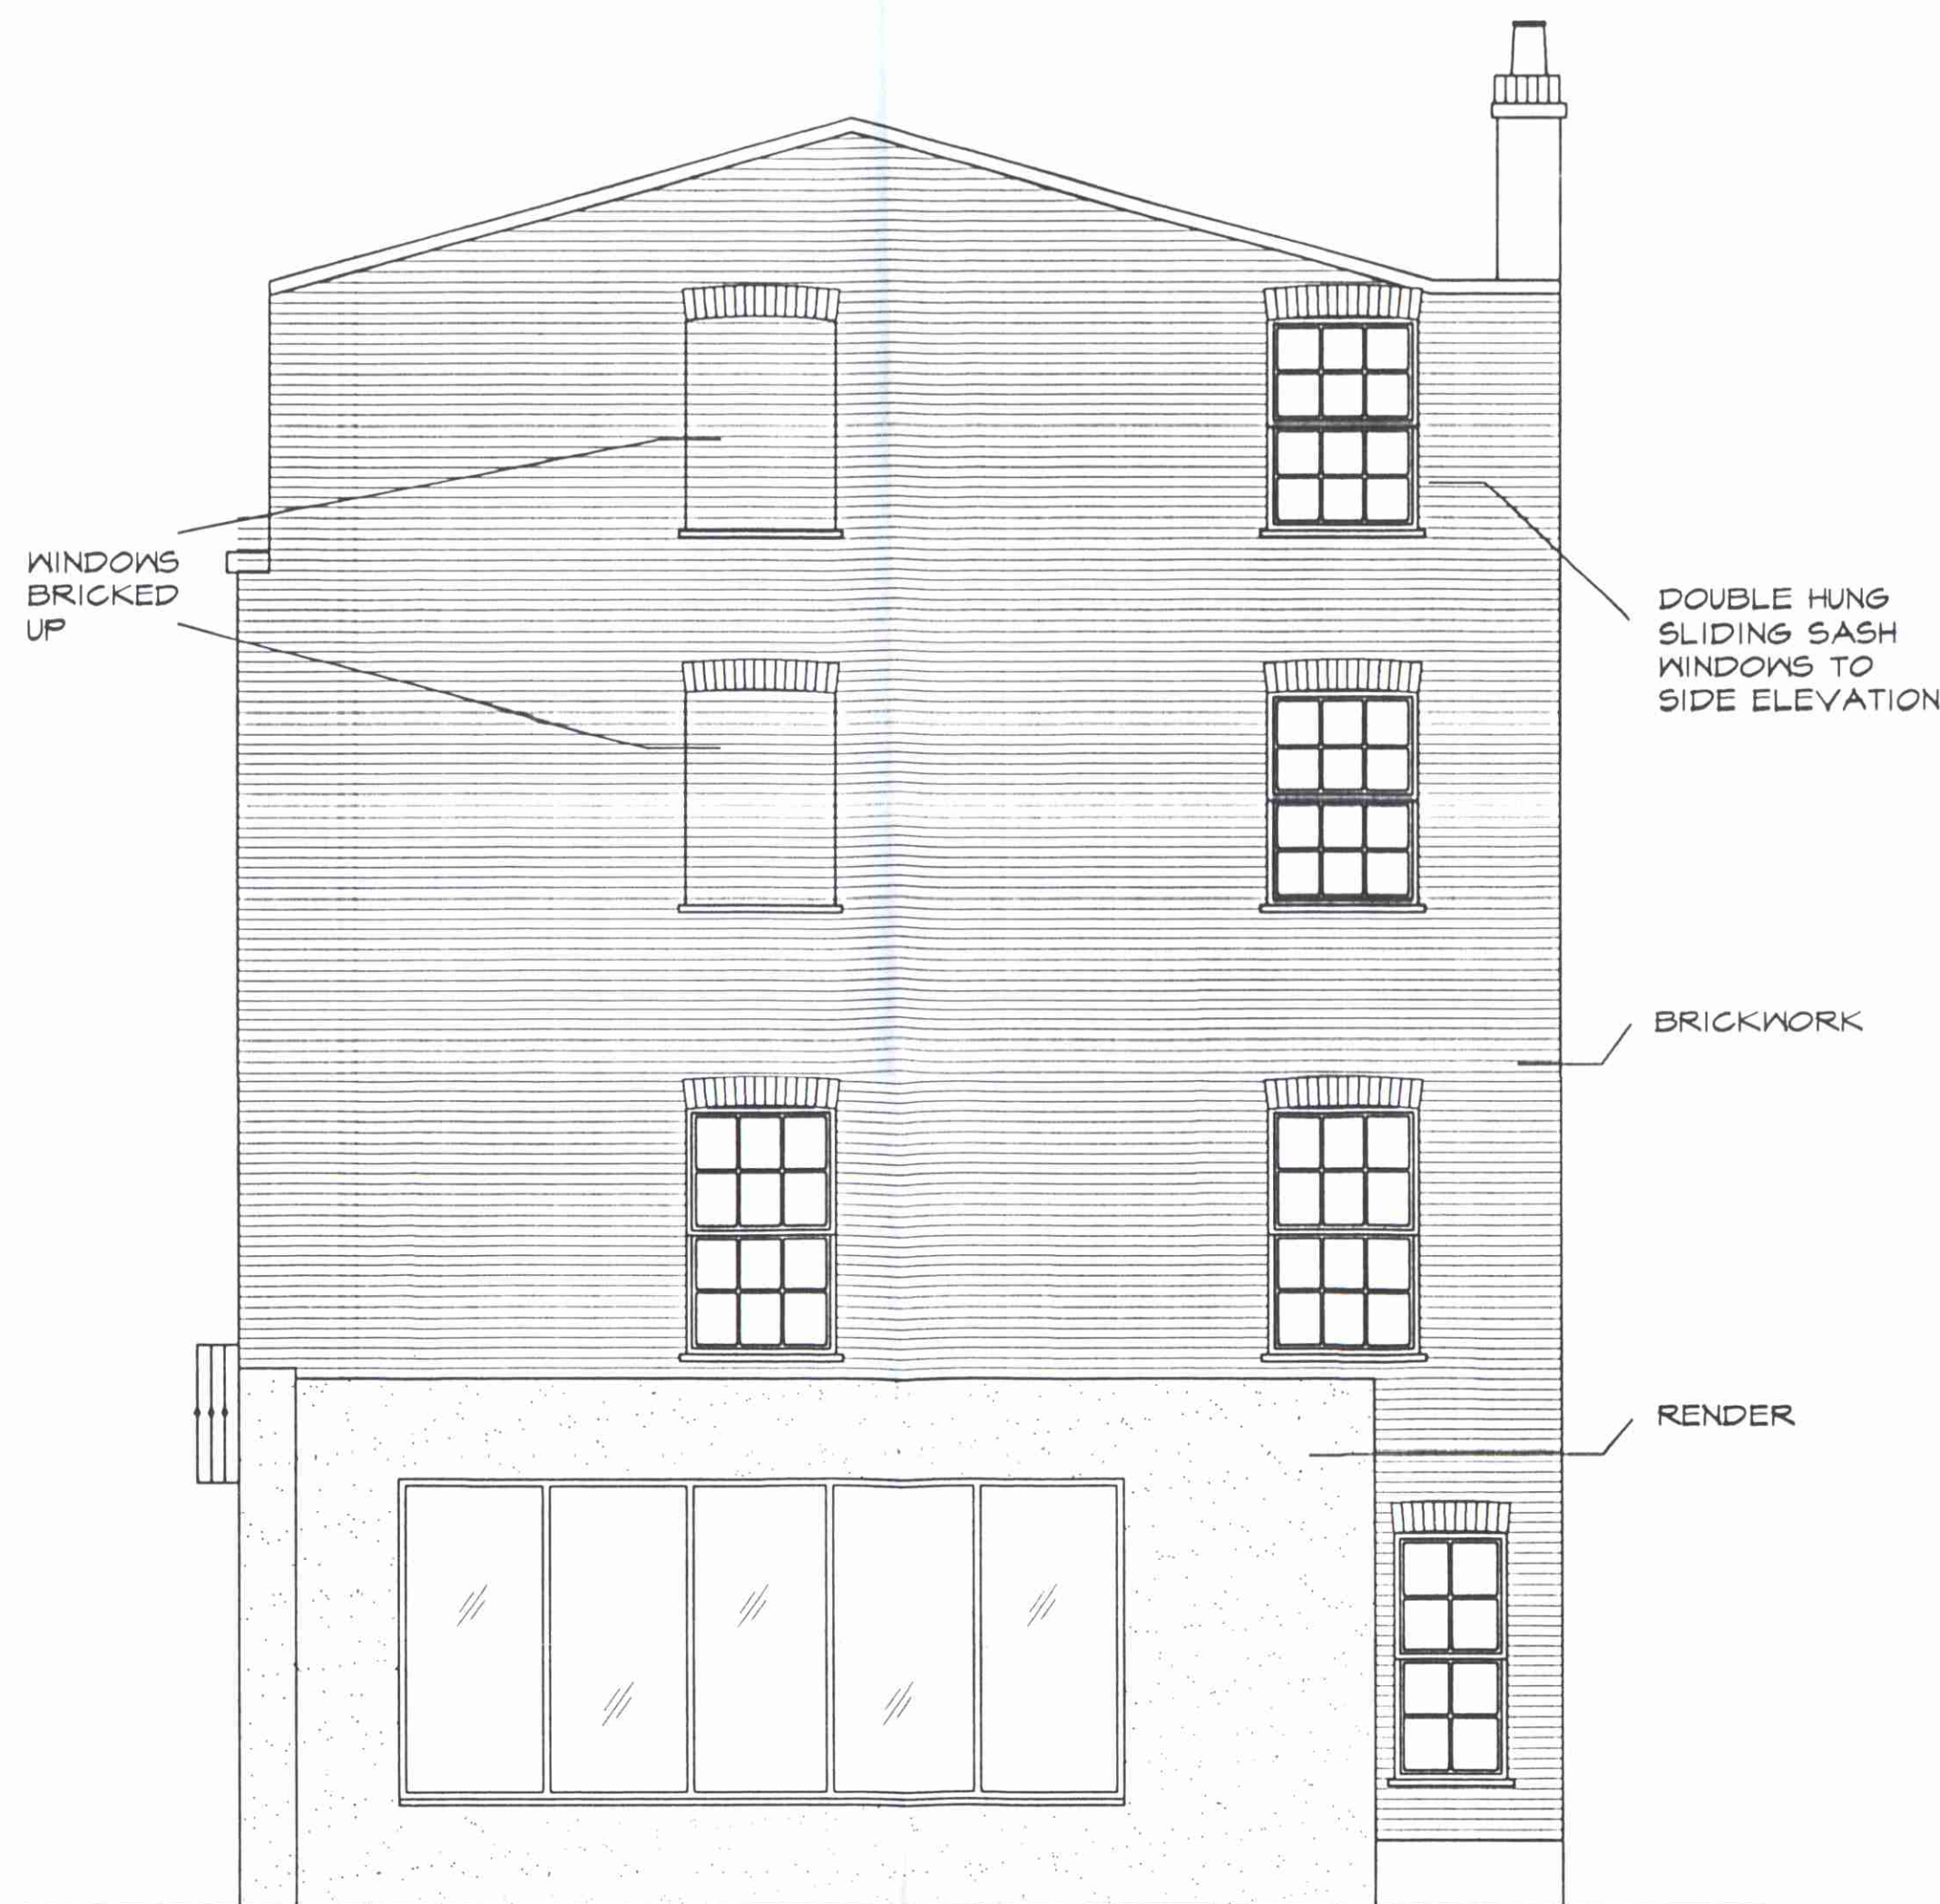 WINDOWS
BRICKED
UP
DOUBLE HUNG
SLIDING SASH
WINDOWS TO
SIDE ELEVATION
BRICKWORK
RENDER